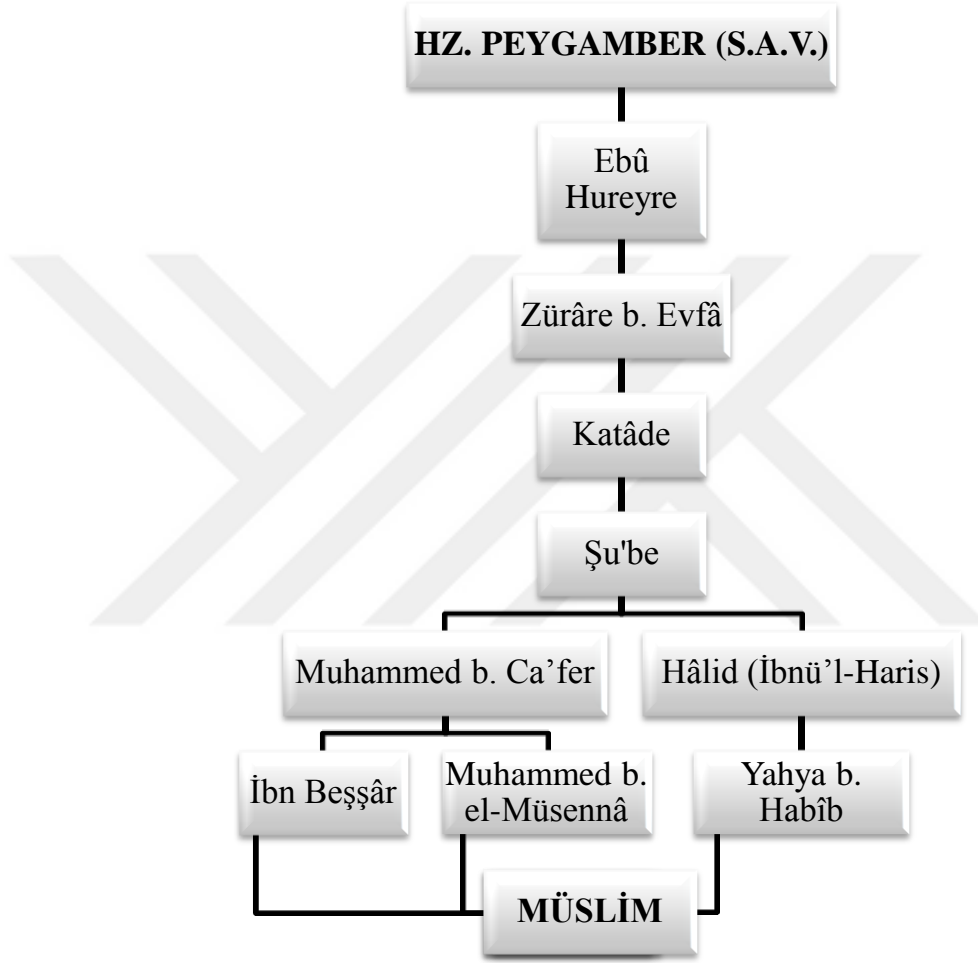 HZ. PEYGAMBER (S.A.V.)
Ebû
Hureyre
Zürâre b. Evfâ
Katâde
Şu'be
Muhammed b. Ca’fer
Hâlid (İbnü’l-Haris)
İbn Beşşâr
Muhammed b.
el-Müsennâ
Yahya b.
Habîb
MÜSLİM